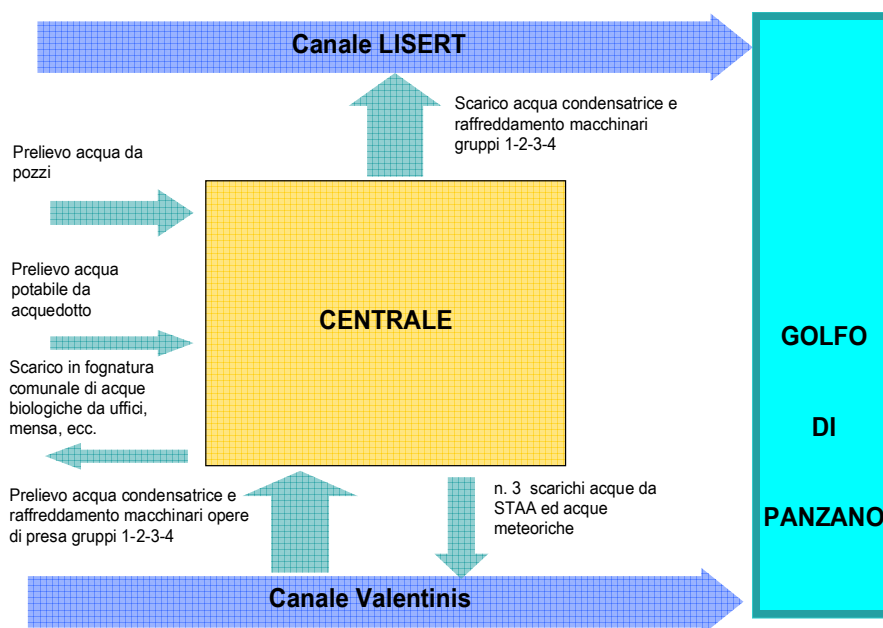 Canale LISERT
Scarico acqua condensatrice e
raffreddamento macchinari
gruppi 1-2-3-4
Prelievo acqua da
pozzi
Prelievo acqua
potabile da
acquedotto
CENTRALE
Scarico in fognatura
comunale di acque
biologiche da uffici,
mensa, ecc.
Prelievo acqua condensatrice e
raffreddamento macchinari opere
di presa gruppi 1-2-3-4
n. 3 scarichi acque da
STAA ed acque
meteoriche
Canale Valentinis
GOLFO
DI
PANZANO